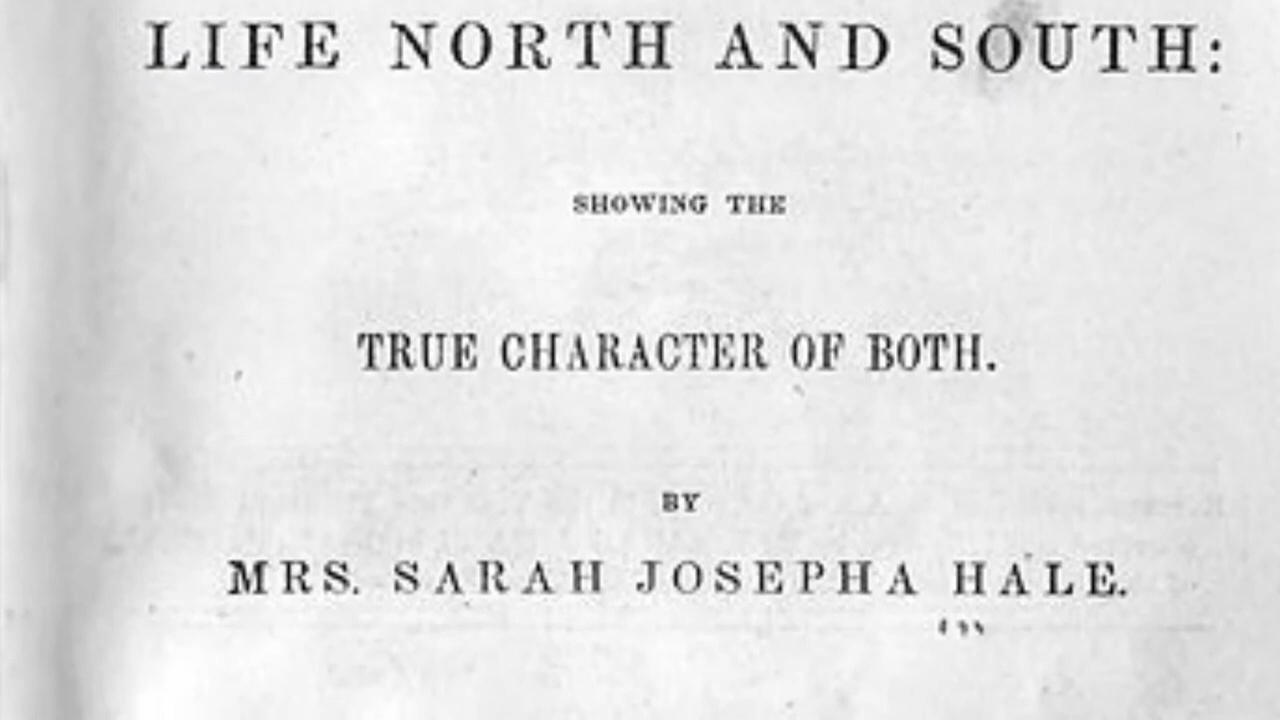 LIFE NORTH AND SOUTH:
SHOWING THE
TRUE CHARACTER OF BOTH.
BY
MRS. SARAH JOSEPHA HALE.